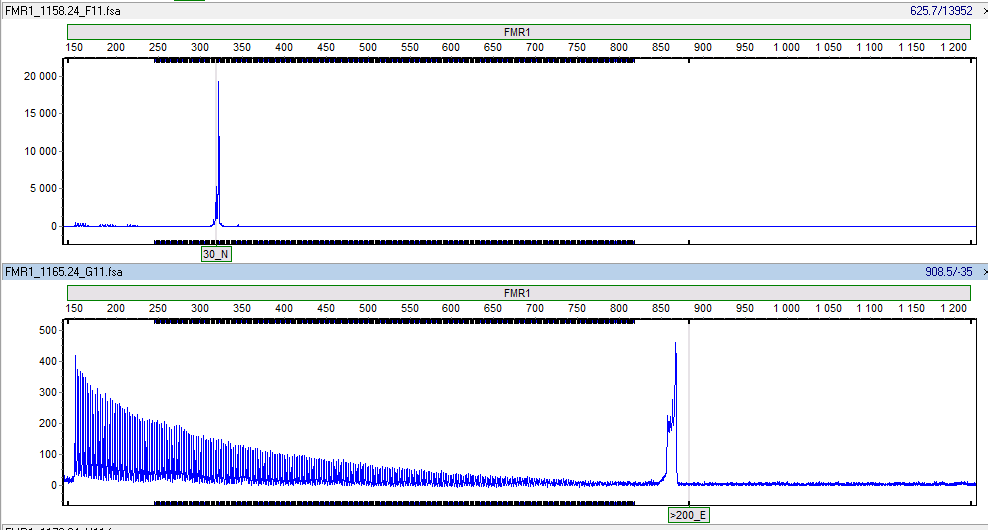 FMR1_1158.24_F11.fsa 625.7/13952 ×
FMR1
150 200 250 300 350 400 450 500 550 600 650 700 750 800 850 900 950 1 000 1 050 1 100 1 150 1 200
20 000
15 000
10 000
5 000
0
30_N
FMR1_1165.24_G11.fsa 908.5/-35 ×
FMR1
150 200 250 300 350 400 450 500 550 600 650 700 750 800 850 900 950 1 000 1 050 1 100 1 150 1 200
500
400
300
200
100
0
>200_E